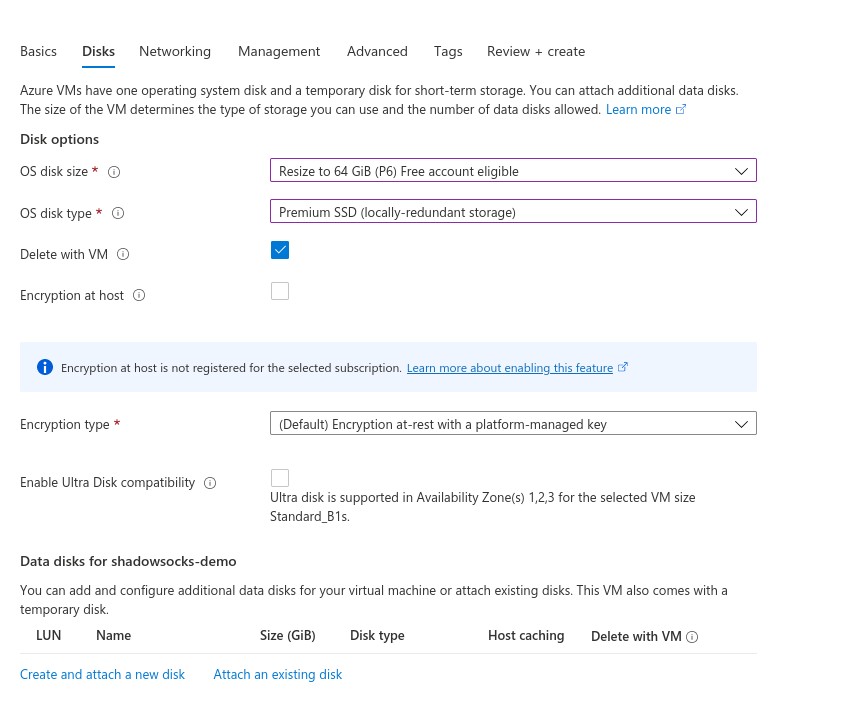 Basics Disks Networking Management Advanced Tags Review + create
Azure VMs have one operating system disk and a temporary disk for short-term storage. You can attach additional data disks.
The size of the VM determines the type of storage you can use and the number of data disks allowed. Learn more
Disk options
OS disk size * Resize to 64 GiB (P6) Free account eligible
OS disk type * Premium SSD (locally-redundant storage)
Delete with VM
Encryption at host
Encryption at host is not registered for the selected subscription. Learn more about enabling this feature
Encryption type * (Default) Encryption at-rest with a platform-managed key
Enable Ultra Disk compatibility
Ultra disk is supported in Availability Zone(s) 1,2,3 for the selected VM size
Standard_B1s.
Data disks for shadowsocks-demo
You can add and configure additional data disks for your virtual machine or attach existing disks. This VM also comes with a
temporary disk.
LUN Name Size (GiB) Disk type Host caching Delete with VM
Create and attach a new disk Attach an existing disk